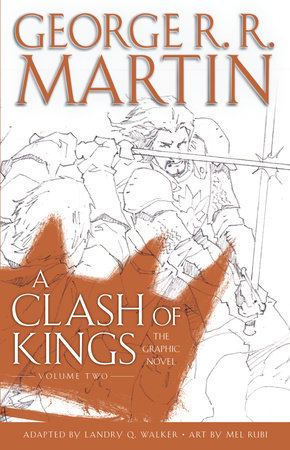 GEORGE R. R.
MARTIN
A
CLASH OF
KINGS
THE
GRAPHIC
NOVEL
VOLUME TWO
ADAPTED BY LANDRY Q. WALKER • ART BY MEL RUBI